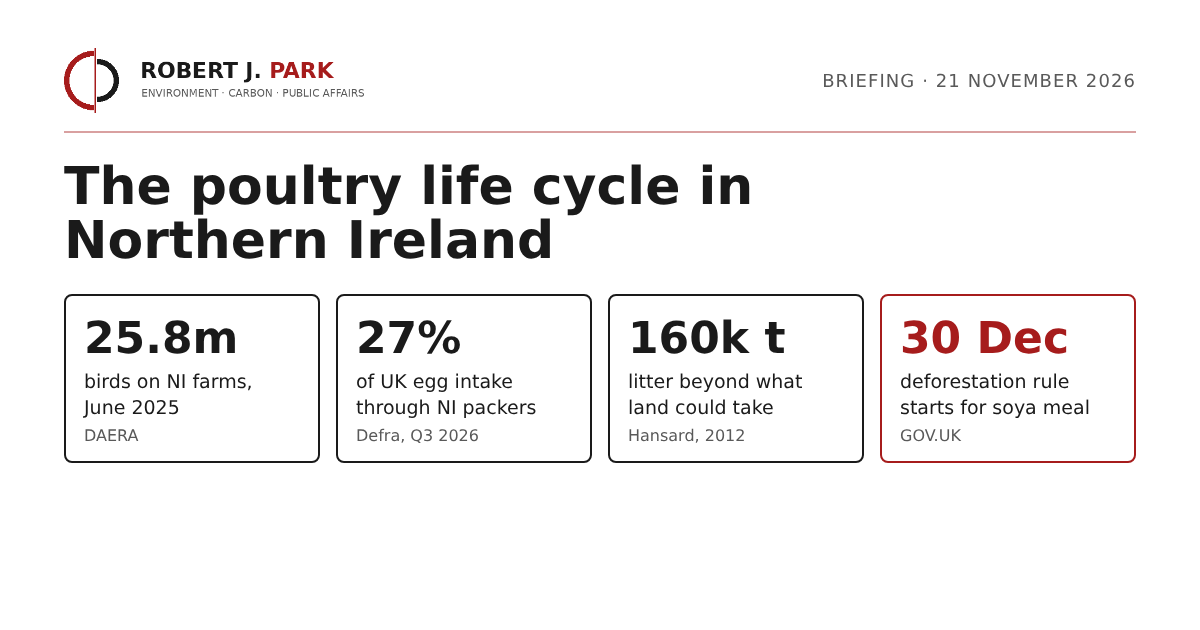 ROBERT J. PARK
ENVIRONMENT · CARBON · PUBLIC AFFAIRS
BRIEFING · 21 NOVEMBER 2026
The poultry life cycle in
Northern Ireland
25.8m
birds on NI farms,
June 2025
DAERA
27%
of UK egg intake
through NI packers
Defra, Q3 2026
160k t
litter beyond what
land could take
Hansard, 2012
30 Dec
deforestation rule
starts for soya meal
GOV.UK